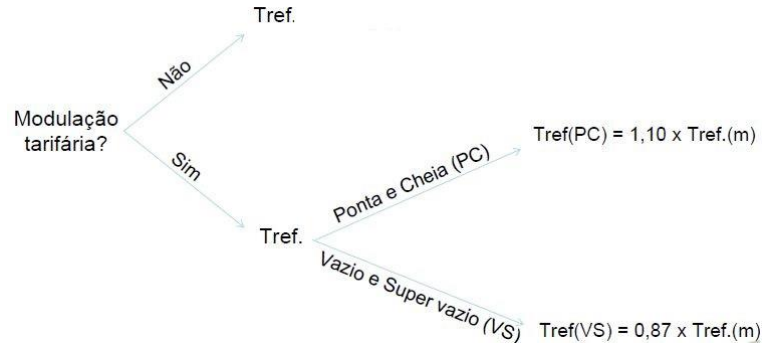 Tref.
Não
Modulação
tarifária?
Sim
Tref.
Ponta e Cheia (PC)
Tref(PC) = 1,10 x Tref.(m)
Vazio e Super vazio (VS)
Tref(VS) = 0,87 x Tref.(m)